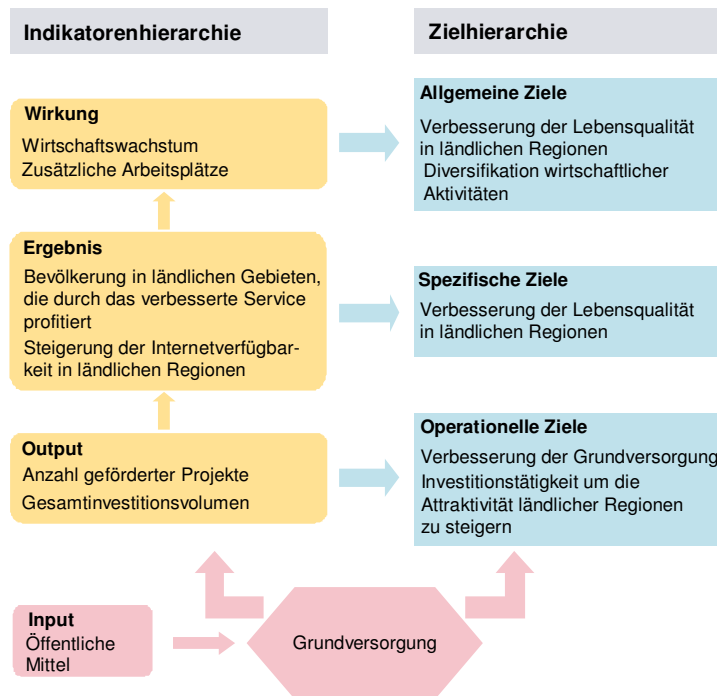 Indikatorenhierarchie
Zielhierarchie
Wirkung
Wirtschaftswachstum
Zusätzliche Arbeitsplätze
Allgemeine Ziele
Verbesserung der Lebensqualität
in ländlichen Regionen
Diversifikation wirtschaftlicher
Aktivitäten
Ergebnis
Bevölkerung in ländlichen Gebieten,
die durch das verbesserte Service
profitiert
Steigerung der Internetverfügbar-
keit in ländlichen Regionen
Spezifische Ziele
Verbesserung der Lebensqualität
in ländlichen Regionen
Output
Anzahl geförderter Projekte
Gesamtinvestitionsvolumen
Operationelle Ziele
Verbesserung der Grundversorgung
Investitionstätigkeit um die
Attraktivität ländlicher Regionen
zu steigern
Input
Öffentliche
Mittel
Grundversorgung